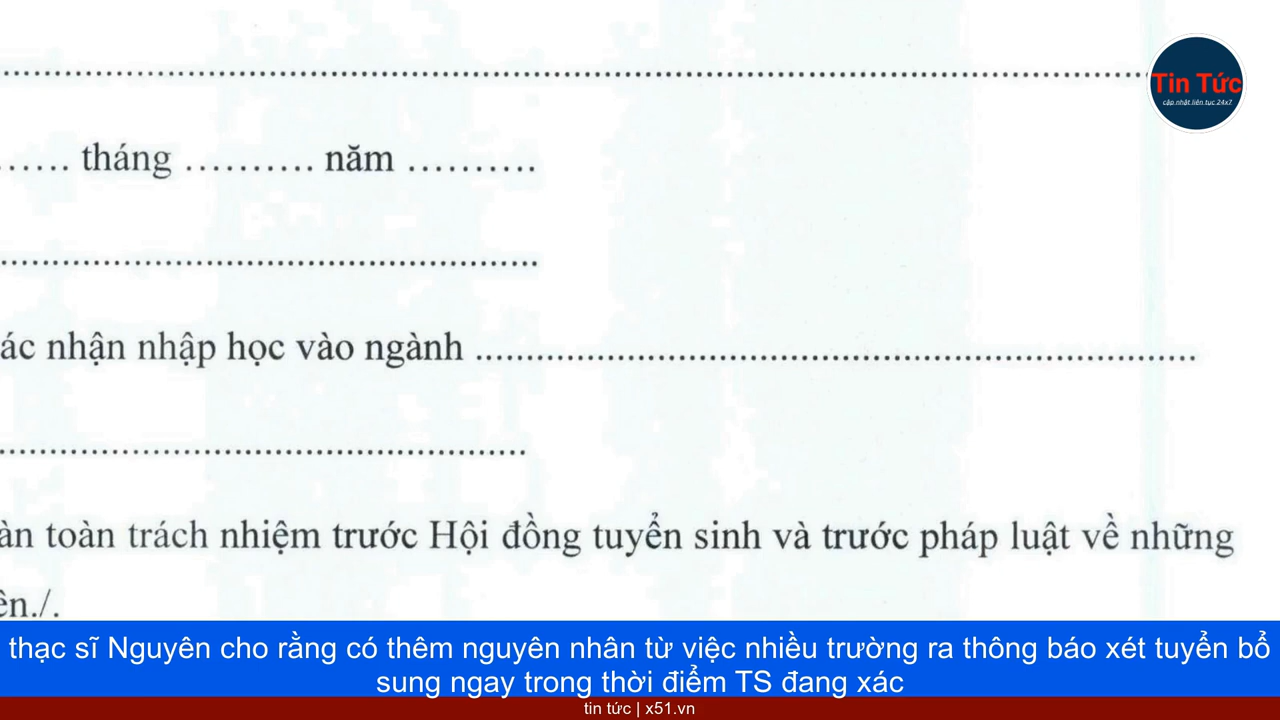 Tin Tức
cập nhật liên tục 24x7
...... tháng .......... năm ..........
ác nhận nhập học vào ngành ......................................................................
àn toàn trách nhiệm trước Hội đồng tuyển sinh và trước pháp luật về những
ên./.
thạc sĩ Nguyên cho rằng có thêm nguyên nhân từ việc nhiều trường ra thông báo xét tuyển bổ
sung ngay trong thời điểm TS đang xác
tin tức | x51.vn